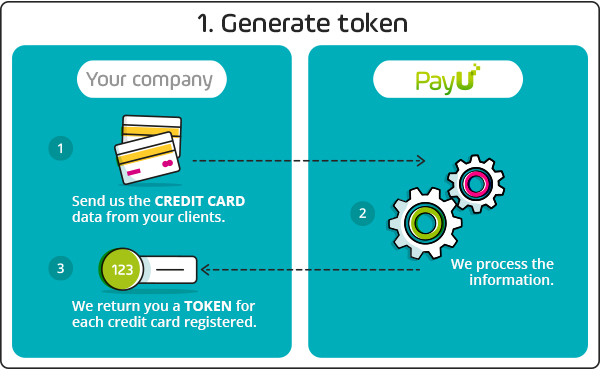 1. Generate token
Your company
PayU
1
Send us the CREDIT CARD
data from your clients.
2
We process the
information.
3
123
We return you a TOKEN for
each credit card registered.